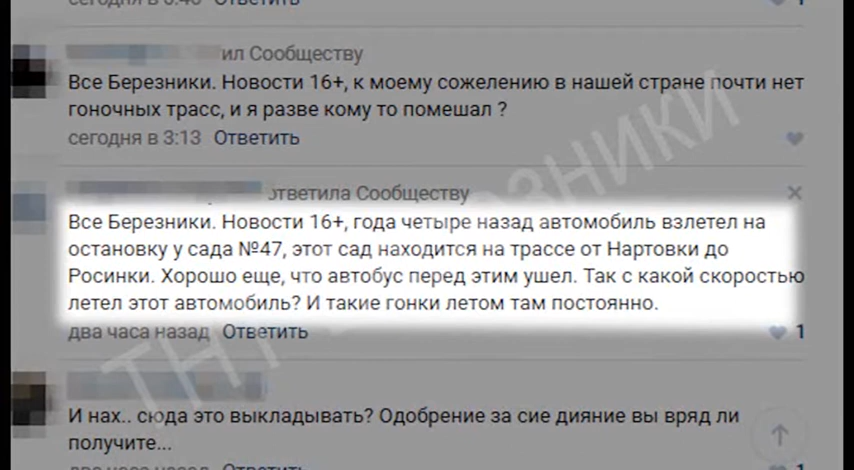 сегодня в 3:40 Ответить 1
ил Сообществу
Все Березники. Новости 16+, к моему сожелению в нашей стране почти нет
гоночных трасс, и я разве кому то помешал ?
сегодня в 3:13 Ответить
ответила Сообществу
Все Березники. Новости 16+, года четыре назад автомобиль взлетел на
остановку у сада №47, этот сад находится на трассе от Нартовки до
Росинки. Хорошо еще, что автобус перед этим ушел. Так с какой скоростью
летел этот автомобиль? И такие гонки летом там постоянно.
два часа назад Ответить 1
И нах.. сюда это выкладывать? Одобрение за сие дияние вы вряд ли
получите...
два часа назад Ответить 1